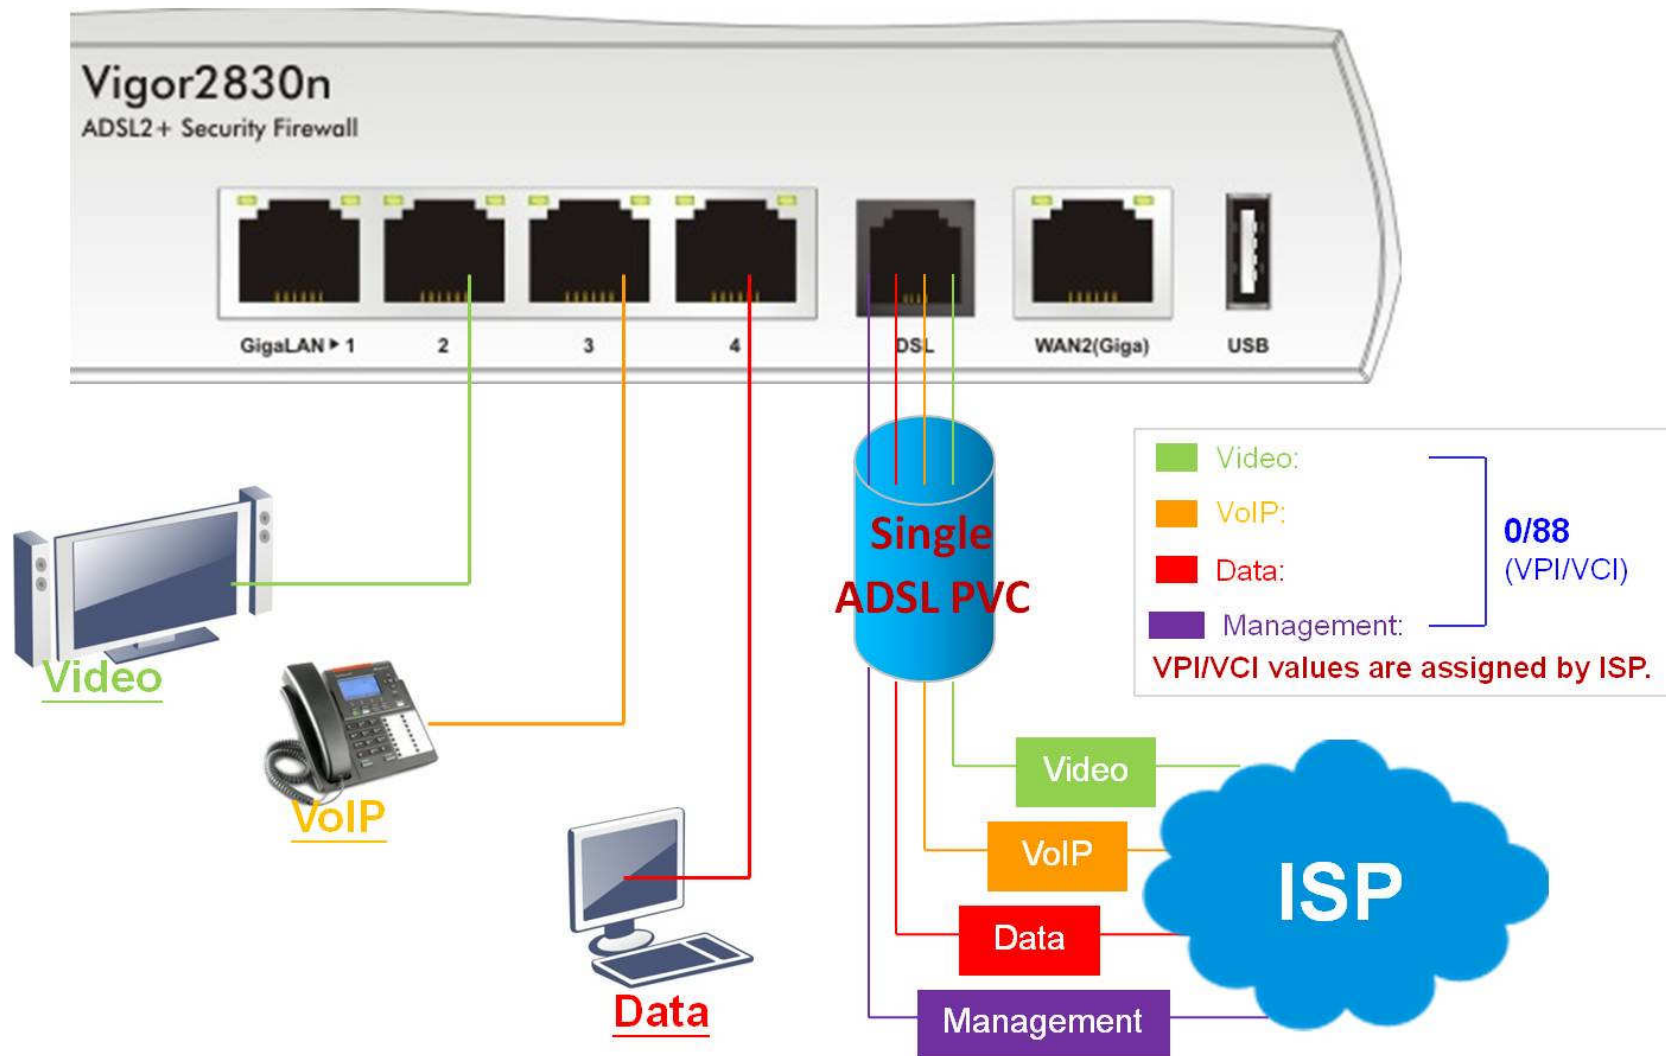 Vigor2830n
ADSL2+ Security Firewall
GigaLAN ▶ 1
2
3
4
DSL
WAN2(Giga)
USB
Single
ADSL PVC
Video:
VoIP:
Data:
Management:
0/88
(VPI/VCI)
VPI/VCI values are assigned by ISP.
Video
VoIP
Data
Video
VoIP
Data
Management
ISP